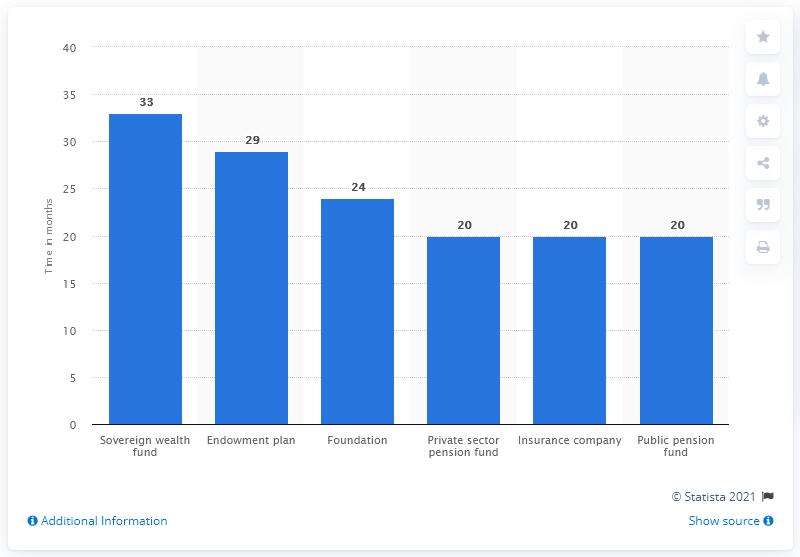 40
35
30
25
20
15
10
5
0
Time in months
33
29
24
20
20
20
Sovereign wealth
fund
Endowment plan
Foundation
Private sector
pension fund
Insurance company
Public pension
fund
© Statista 2021
Additional Information
Show source